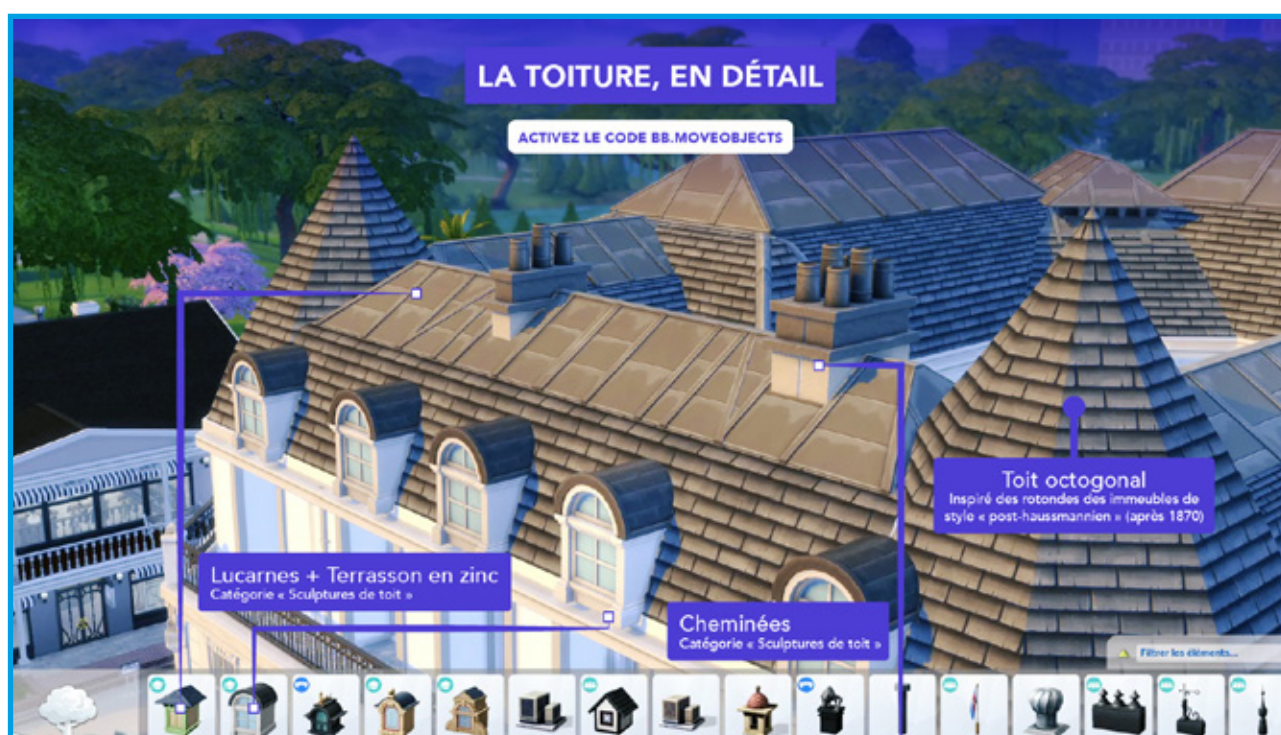 LA TOITURE, EN DÉTAIL
ACTIVEZ LE CODE BB.MOVEOBJECTS
Toit octogonal
Inspiré des rotondes des immeubles de
style « post-haussmannien » (après 1870)
Lucarnes + Terrasson en zinc
Catégorie « Sculptures de toit »
Cheminées
Catégorie « Sculptures de toit »
Filtrer les éléments...